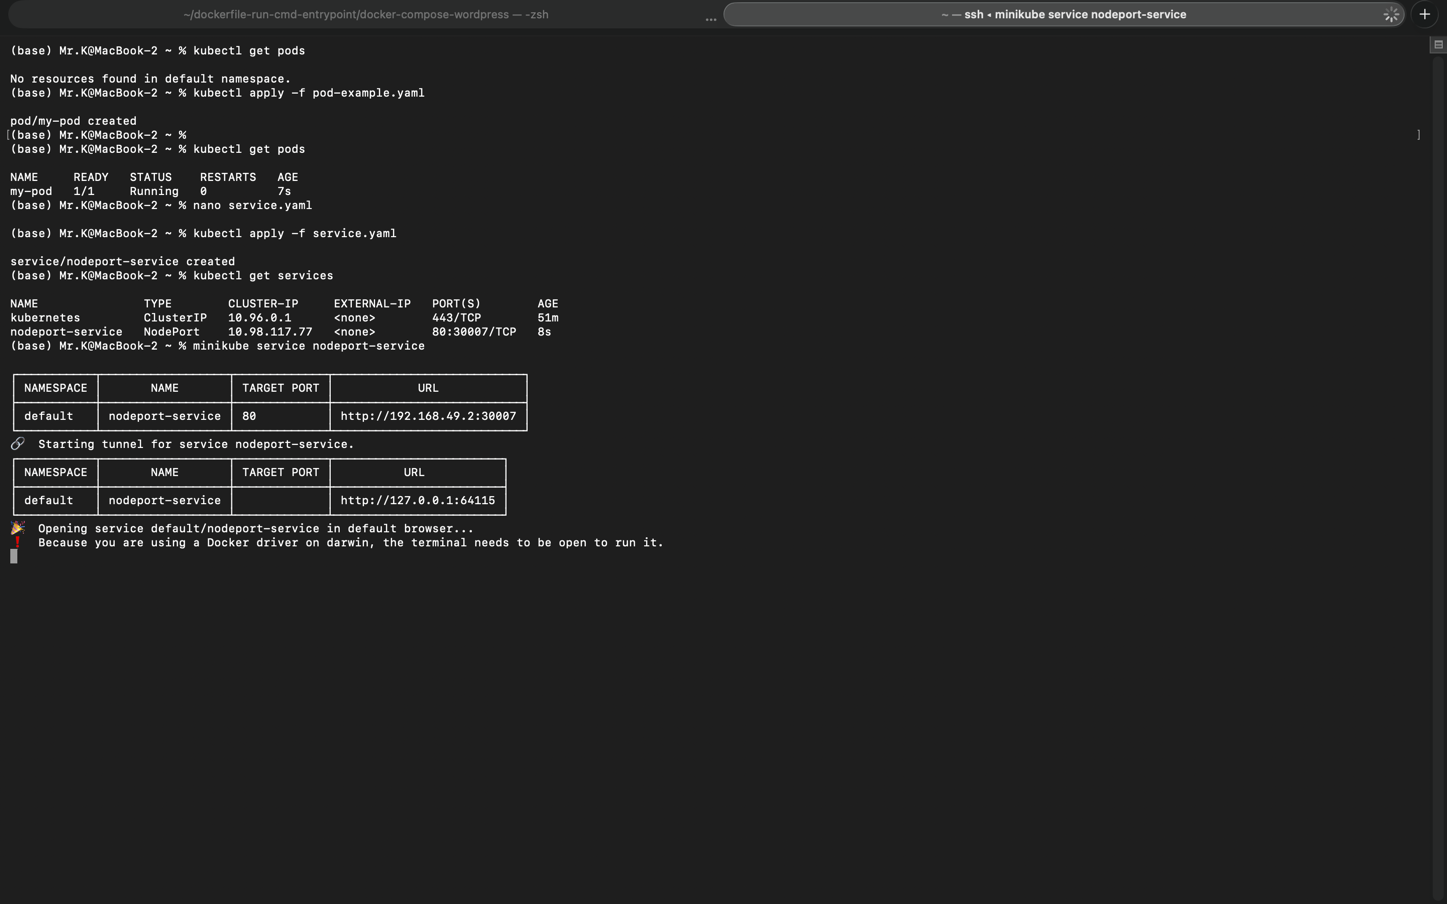 ~/dockerfile-run-cmd-entrypoint/docker-compose-wordpress — -zsh
... ~ — ssh ◂ minikube service nodeport-service +
(base) Mr.K@MacBook-2 ~ % kubectl get pods
No resources found in default namespace.
(base) Mr.K@MacBook-2 ~ % kubectl apply -f pod-example.yaml
pod/my-pod created
[(base) Mr.K@MacBook-2 ~ % ]
(base) Mr.K@MacBook-2 ~ % kubectl get pods
NAME READY STATUS RESTARTS AGE
my-pod 1/1 Running 0 7s
(base) Mr.K@MacBook-2 ~ % nano service.yaml
(base) Mr.K@MacBook-2 ~ % kubectl apply -f service.yaml
service/nodeport-service created
(base) Mr.K@MacBook-2 ~ % kubectl get services
NAME TYPE CLUSTER-IP EXTERNAL-IP PORT(S) AGE
kubernetes ClusterIP 10.96.0.1 <none> 443/TCP 51m
nodeport-service NodePort 10.98.117.77 <none> 80:30007/TCP 8s
(base) Mr.K@MacBook-2 ~ % minikube service nodeport-service
NAMESPACE NAME TARGET PORT URL
default nodeport-service 80 http://192.168.49.2:30007
🔗 Starting tunnel for service nodeport-service.
NAMESPACE NAME TARGET PORT URL
default nodeport-service http://127.0.0.1:64115
🎉 Opening service default/nodeport-service in default browser...
❗ Because you are using a Docker driver on darwin, the terminal needs to be open to run it.